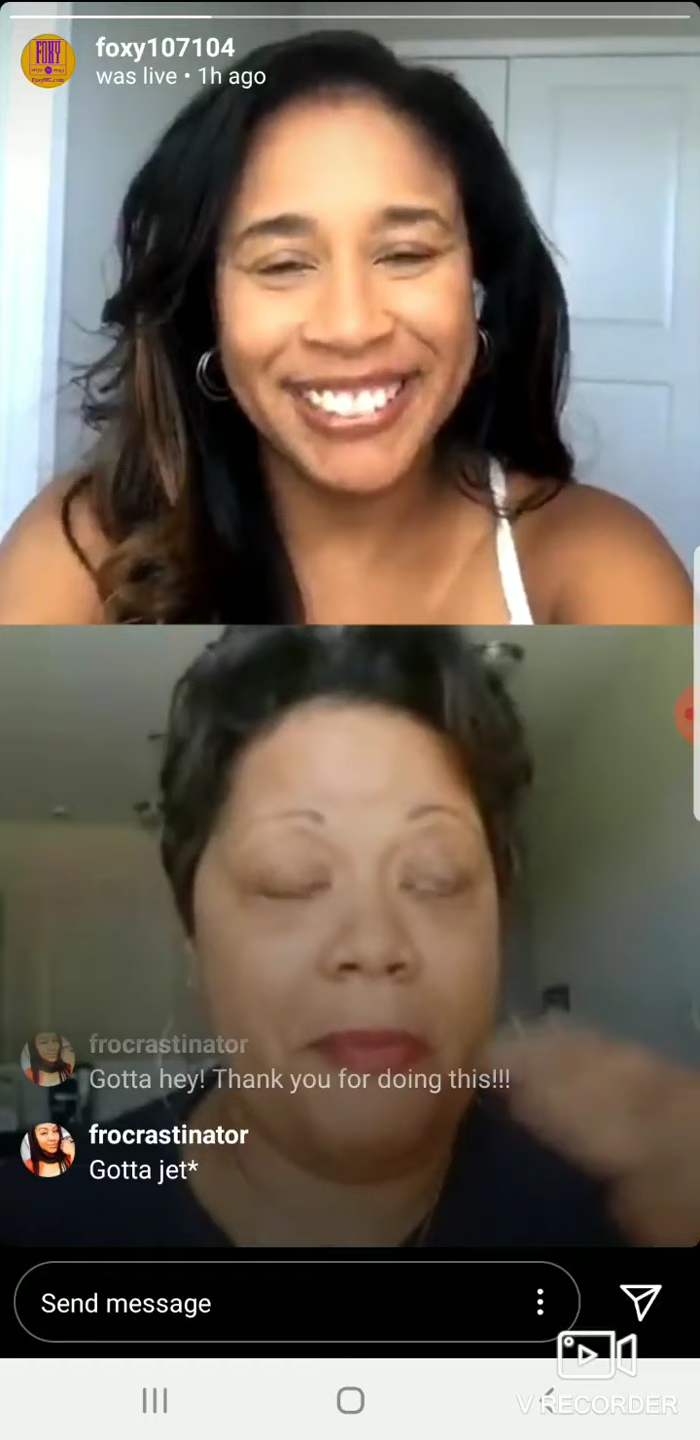 FOXY
foxy107104
was live • 1h ago
frocrastinator
Gotta hey! Thank you for doing this!!!
frocrastinator
Gotta jet*
Send message
V RECORDER